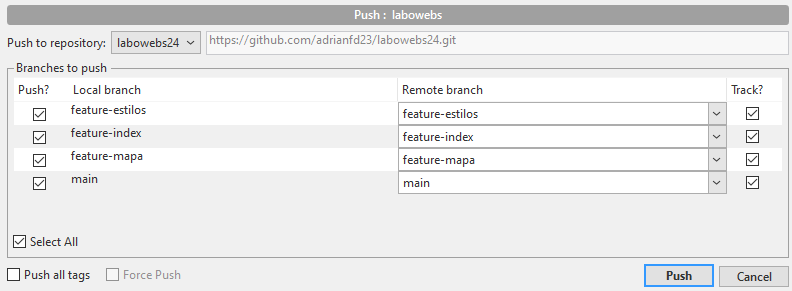 Push : labowebs
Push to repository: labowebs24 https://github.com/adrianfd23/labowebs24.git
Branches to push
Push? Local branch Remote branch Track?
feature-estilos feature-estilos
feature-index feature-index
feature-mapa feature-mapa
main main
Select All
Push all tags Force Push Push Cancel